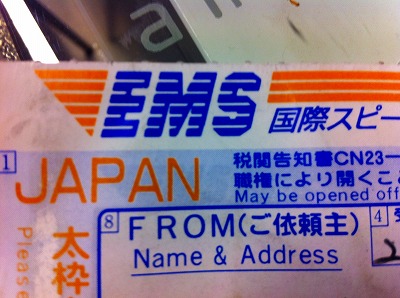 EMS 国際スピー
1 JAPAN
税関告知書CN23一
職権により開くこ
May be opened off
8 FROM(ご依頼主)
4
Name & Address
太枠
Please